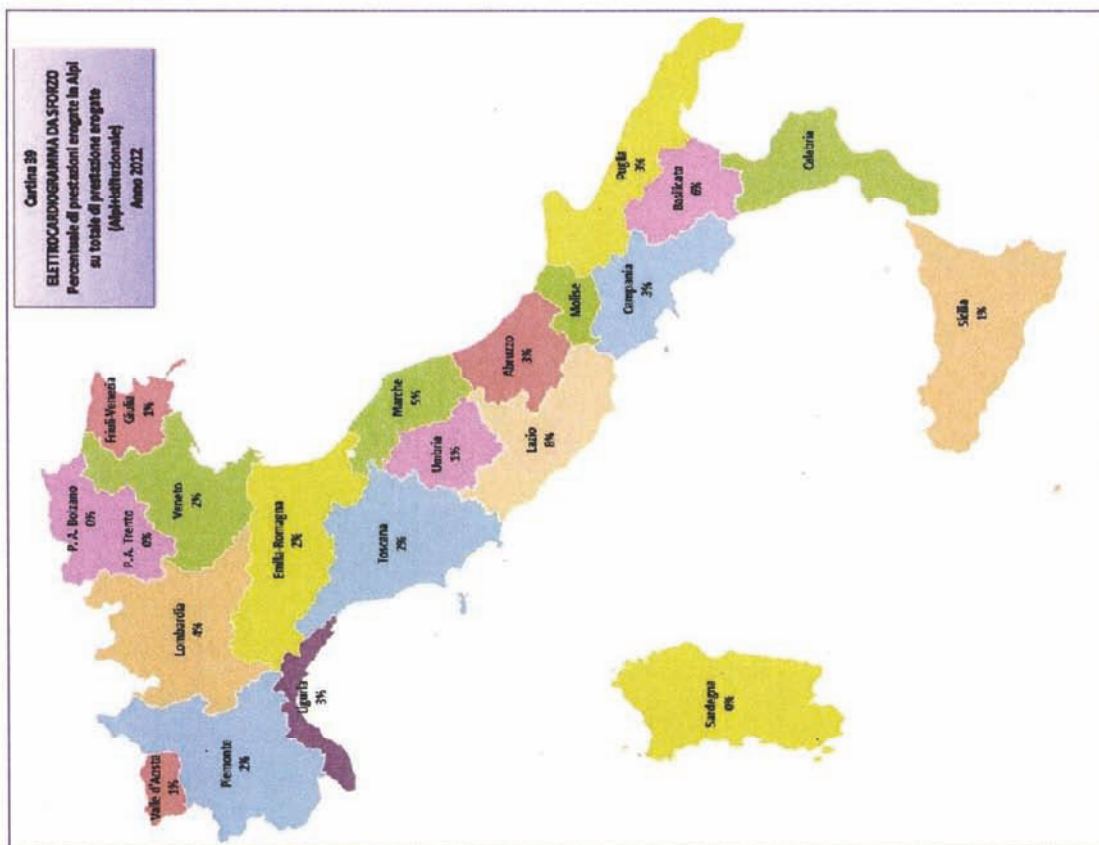 Cartina 39
ELETTROCARDIOGRAMMA DA SFORZO
Percentuale di prestazioni erogate in Alpi
su totale di prestazione erogate
(Alpi+Istituzionale)
Anno 2012
P. A. Bolzano
0%
P.A. Trento
0%
Friuli-Venezia
Giulia
1%
Veneto
2%
Lombardia
4%
Valle d'Aosta
1%
Piemonte
2%
Liguria
3%
Emilia-Romagna
2%
Toscana
2%
Marche
5%
Umbria
1%
Lazio
8%
Abruzzo
3%
Molise
Campania
3%
Puglia
3%
Basilicata
6%
Calabria
Sicilia
1%
Sardegna
0%